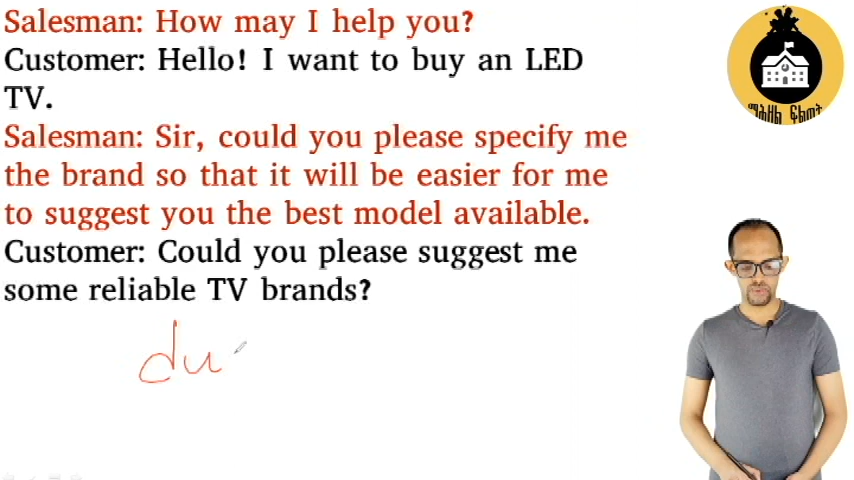 Salesman: How may I help you?
Customer: Hello! I want to buy an LED
TV.
Salesman: Sir, could you please specify me
the brand so that it will be easier for me
to suggest you the best model available.
Customer: Could you please suggest me
some reliable TV brands?
du
ማሕዘል ፍልጠት